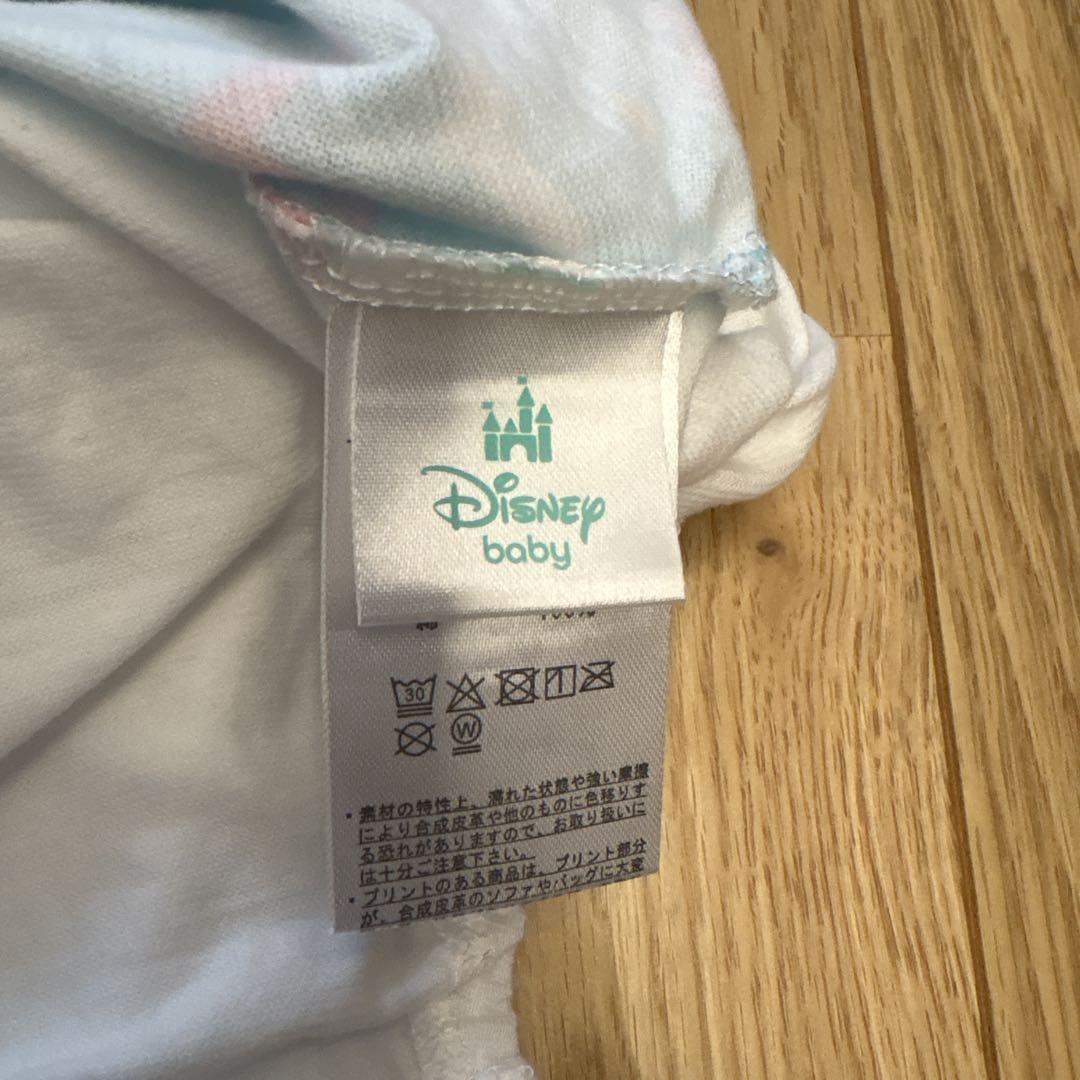 Disney
baby
100%
30
W
・素材の特性上、濡れた状態や強い摩擦
により合成皮革や他のものに色移りす
る恐れがありますので、お取り扱いに
は十分ご注意下さい。
・プリントのある商品は、プリント部分
が、合成皮革のソファやバッグに大変